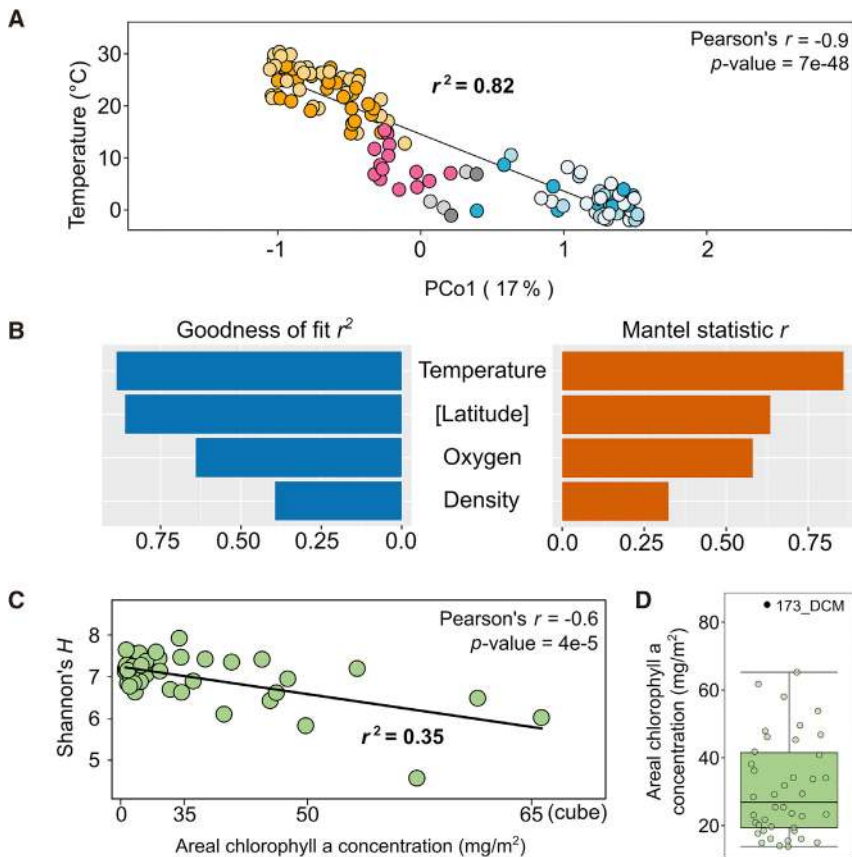 A
Pearson's r = -0.9
p-value = 7e-48
r² = 0.82
Temperature (°C)
30
20
10
0
-1 0 1 2
PCo1 ( 17 % )
B
Goodness of fit r² Mantel statistic r
Temperature
[Latitude]
Oxygen
Density
0.75 0.50 0.25 0.0 0.0 0.25 0.50 0.75
C
Pearson's r = -0.6
p-value = 4e-5
r² = 0.35
Shannon's H
8
7
6
5
0 35 50 65 (cube)
Areal chlorophyll a concentration (mg/m²)
D
173_DCM
Areal chlorophyll a
concentration (mg/m²)
80
60
40
20